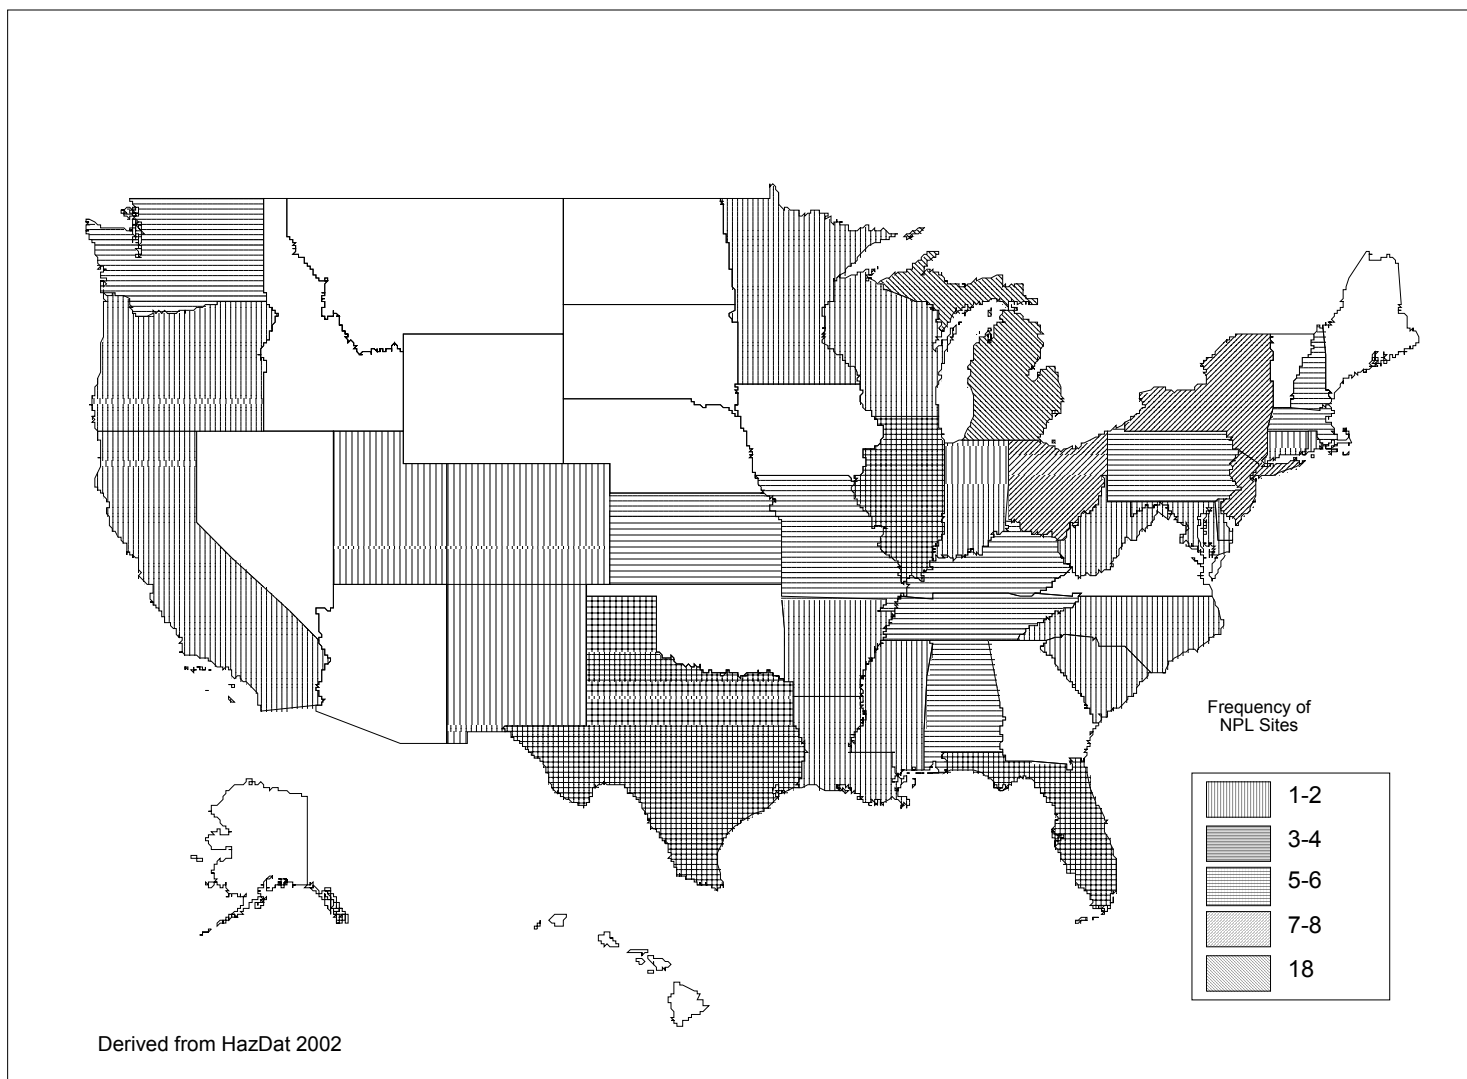 Frequency of
NPL Sites
1-2
3-4
5-6
7-8
18
Derived from HazDat 2002